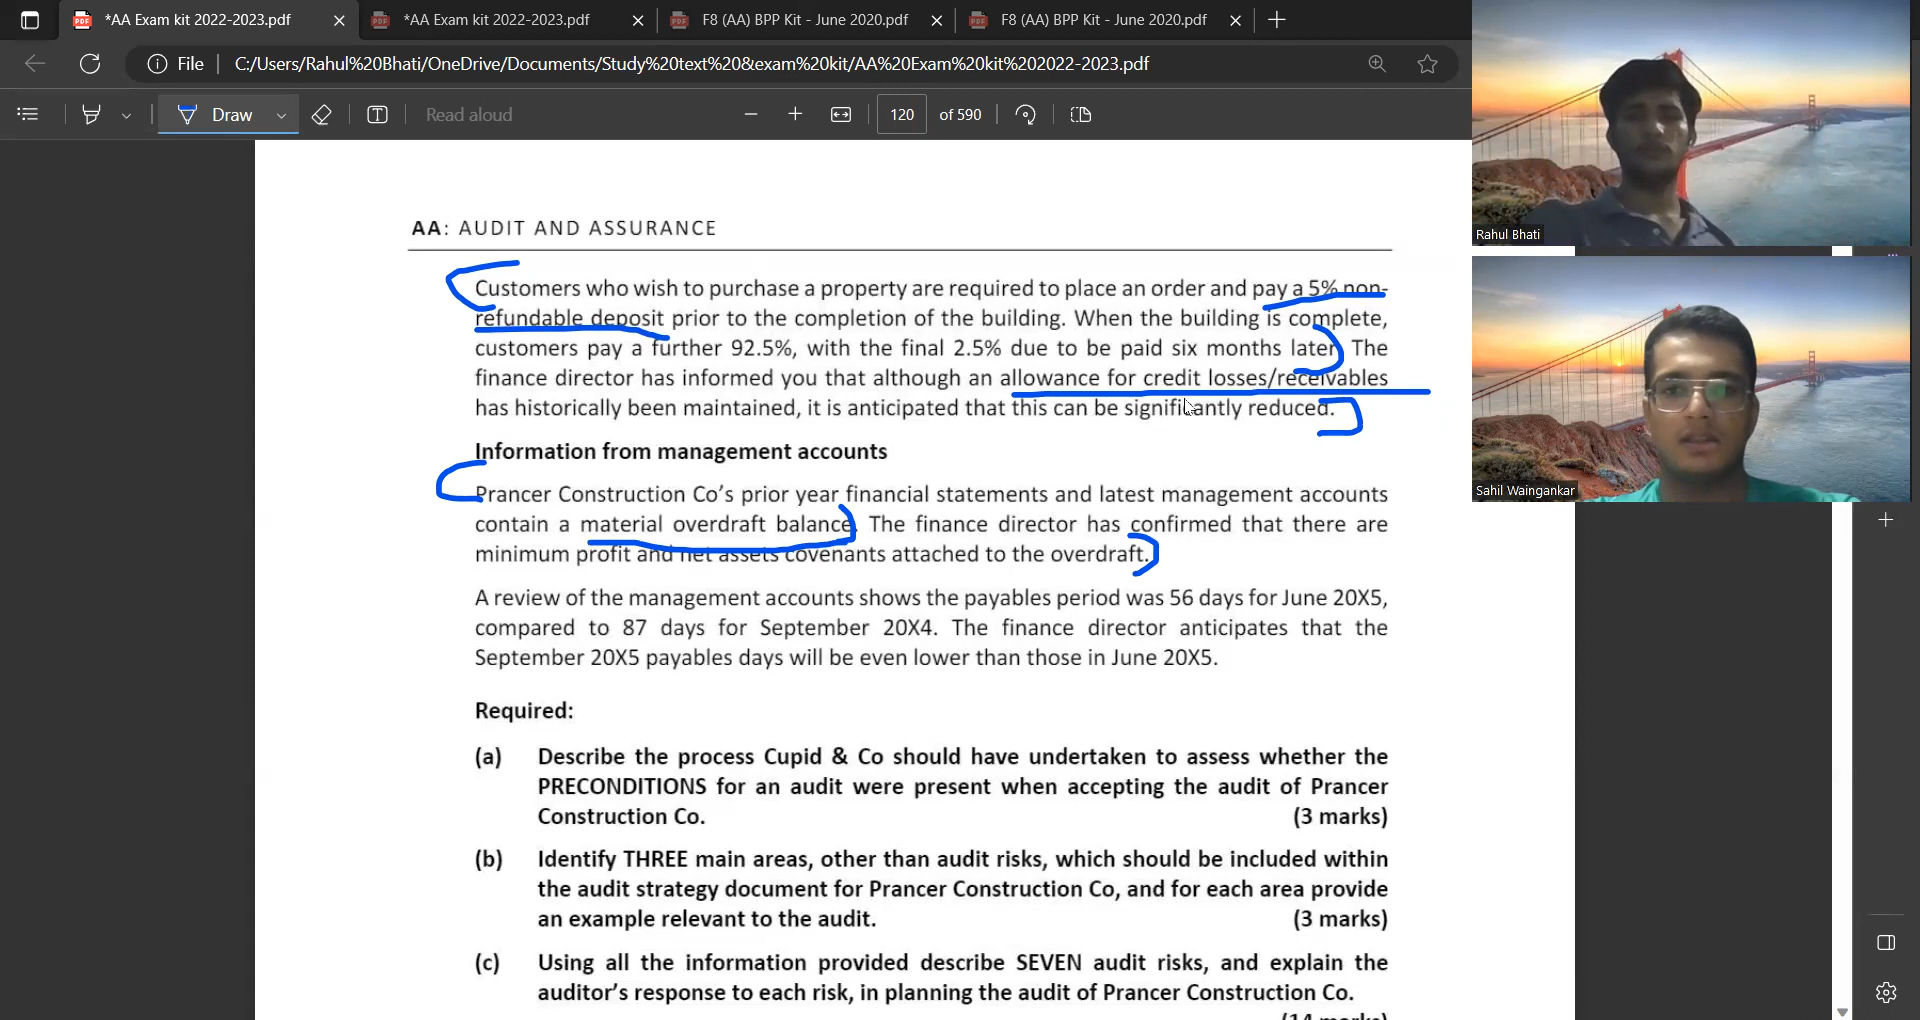 *AA Exam kit 2022-2023.pdf
*AA Exam kit 2022-2023.pdf
F8 (AA) BPP Kit - June 2020.pdf
F8 (AA) BPP Kit - June 2020.pdf
File
C:/Users/Rahul%20Bhati/OneDrive/Documents/Study%20text%20&exam%20kit/AA%20Exam%20kit%202022-2023.pdf
Draw
Read aloud
120 of 590
AA: AUDIT AND ASSURANCE
Customers who wish to purchase a property are required to place an order and pay a 5% non-
refundable deposit prior to the completion of the building. When the building is complete,
customers pay a further 92.5%, with the final 2.5% due to be paid six months later. The
finance director has informed you that although an allowance for credit losses/receivables
has historically been maintained, it is anticipated that this can be significantly reduced.
Information from management accounts
Prancer Construction Co's prior year financial statements and latest management accounts
contain a material overdraft balance. The finance director has confirmed that there are
minimum profit and net assets covenants attached to the overdraft.
A review of the management accounts shows the payables period was 56 days for June 20X5,
compared to 87 days for September 20X4. The finance director anticipates that the
September 20X5 payables days will be even lower than those in June 20X5.
Required:
(a) Describe the process Cupid & Co should have undertaken to assess whether the
PRECONDITIONS for an audit were present when accepting the audit of Prancer
Construction Co. (3 marks)
(b) Identify THREE main areas, other than audit risks, which should be included within
the audit strategy document for Prancer Construction Co, and for each area provide
an example relevant to the audit. (3 marks)
(c) Using all the information provided describe SEVEN audit risks, and explain the
auditor's response to each risk, in planning the audit of Prancer Construction Co.
(14 marks)
Rahul Bhati
Sahil Waingankar